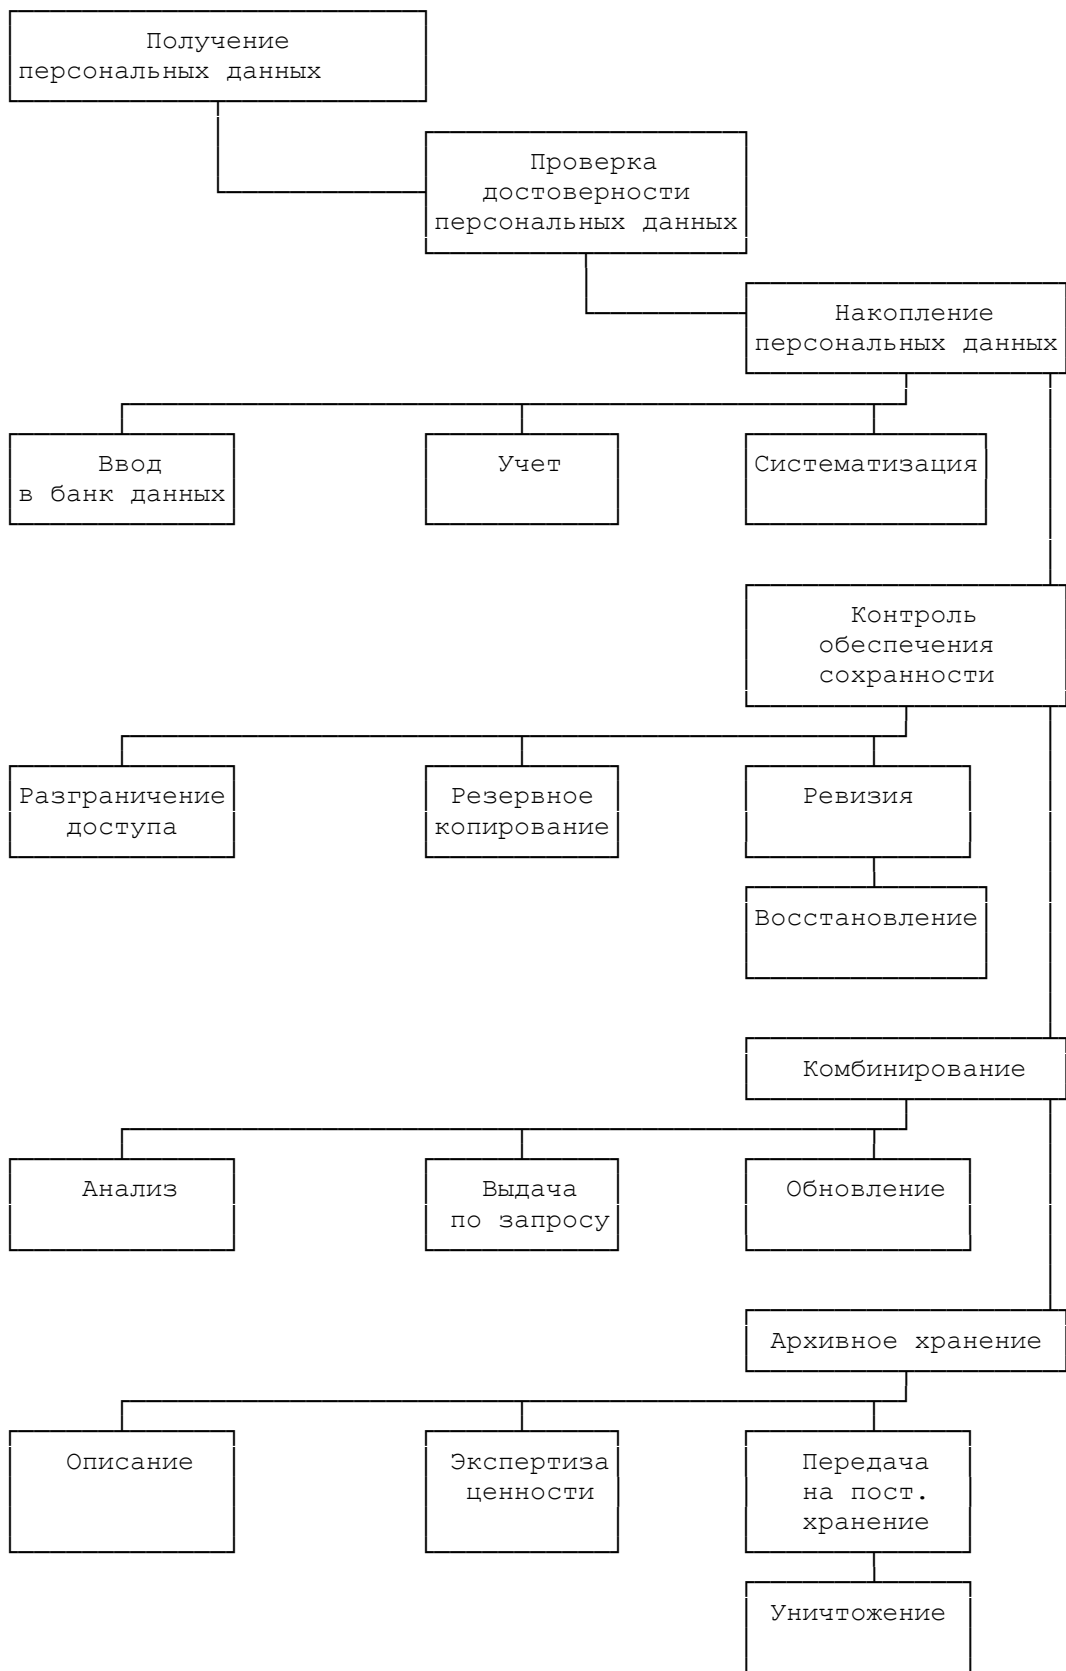 Получение
персональных данных
Проверка
достоверности
персональных данных
Накопление
персональных данных
Ввод
в банк данных
Учет
Систематизация
Контроль
обеспечения
сохранности
Разграничение
доступа
Резервное
копирование
Ревизия
Восстановление
Комбинирование
Анализ
Выдача
по запросу
Обновление
Архивное хранение
Описание
Экспертиза
ценности
Передача
на пост.
хранение
Уничтожение